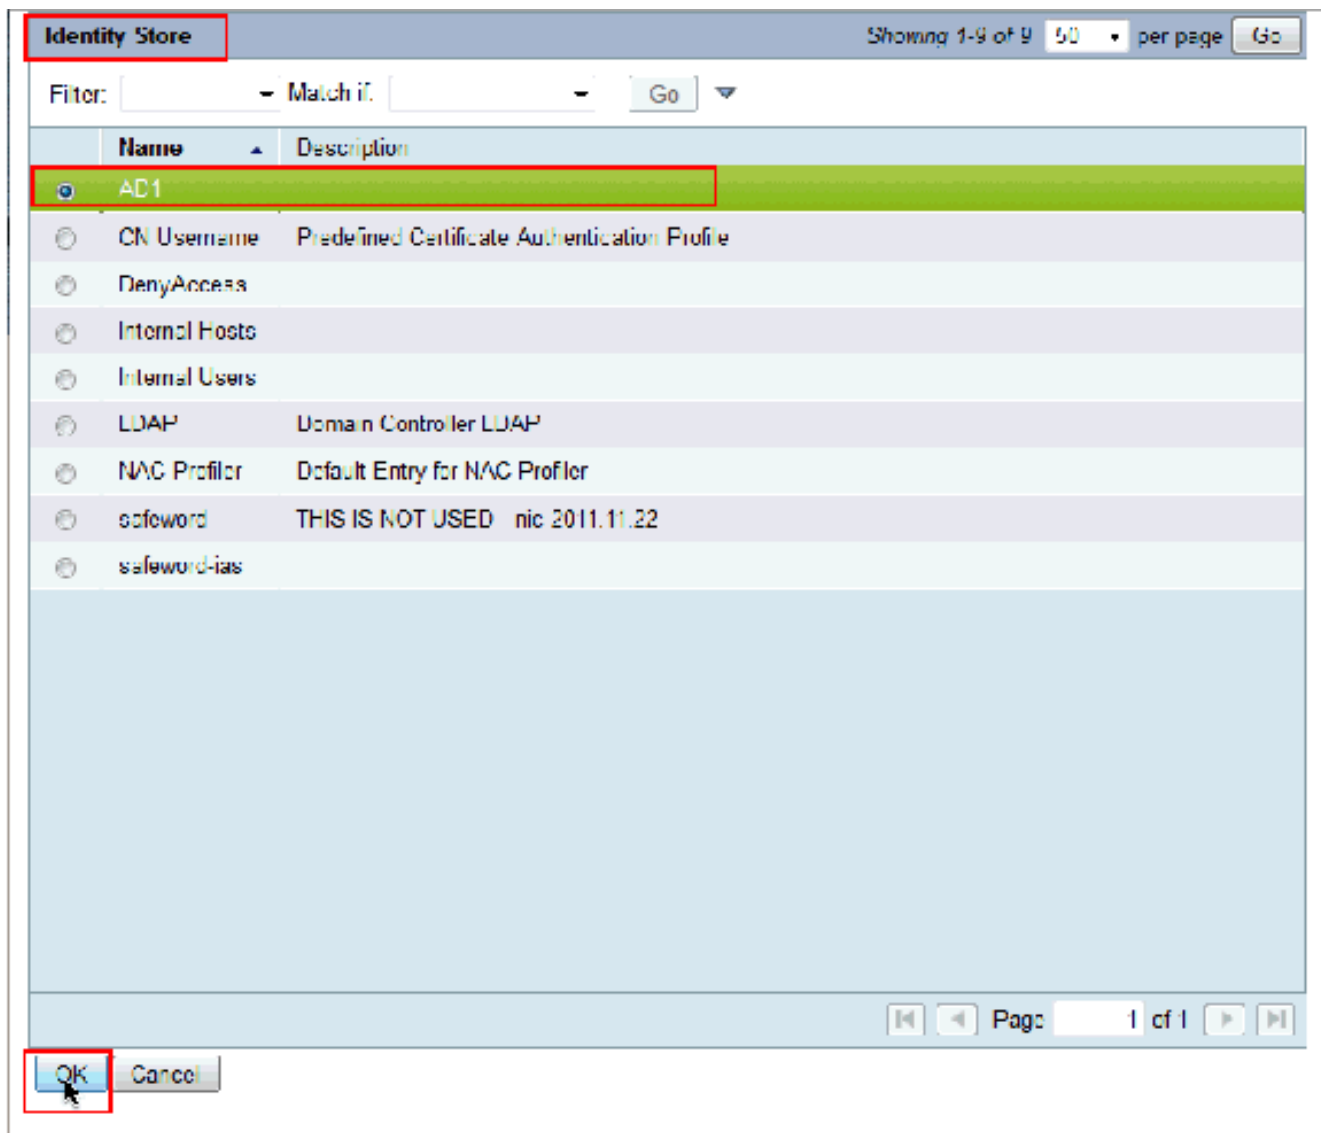 Identity Store Showing 1-9 of 9 50 per page Go
Filter: Match if: Go
Name Description
AD1
CN Username Predefined Certificate Authentication Profile
DenyAccess
Internal Hosts
Internal Users
LDAP Domain Controller LDAP
NAC Profiler Default Entry for NAC Profiler
safeword THIS IS NOT USED nic 2011.11.22
safeword-ias
Page 1 of 1
OK Cancel